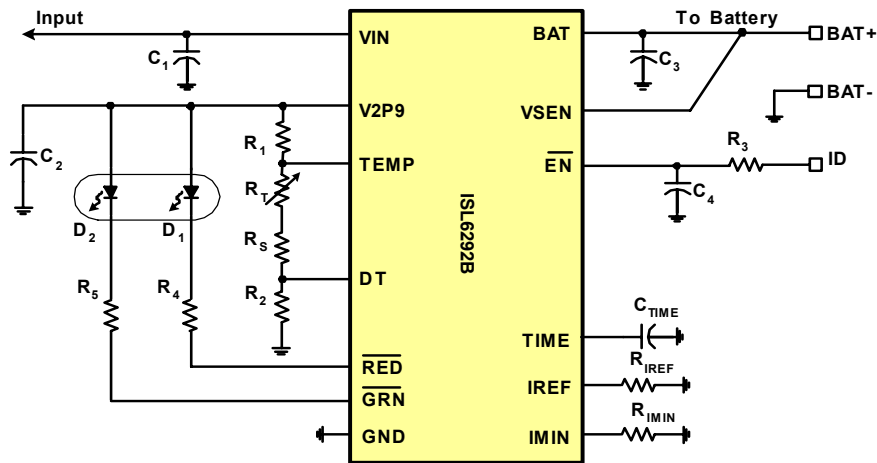 Input
To Battery
VIN
BAT
BAT+
C1
C3
BAT-
V2P9
VSEN
C2
R1
R3
TEMP
EN
ID
RT
C4
D2
D1
RS
ISL6292B
DT
R5
R4
R2
CTIME
TIME
RED
RIREF
IREF
GRN
RIMIN
GND
IMIN